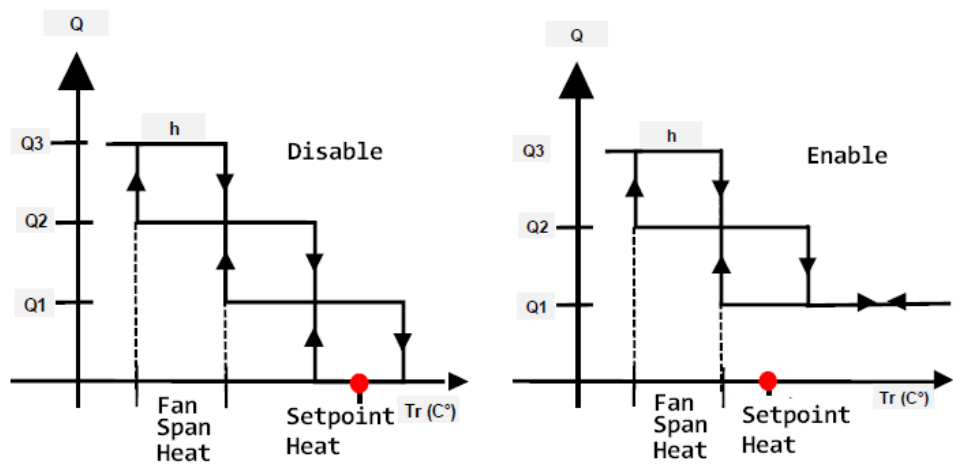 Q
Q3
h
Disable
Q2
Q1
Fan
Span
Heat
Setpoint
Heat
Tr (C°)
Q
Q3
h
Enable
Q2
Q1
Fan
Span
Heat
Setpoint
Heat
Tr (C°)